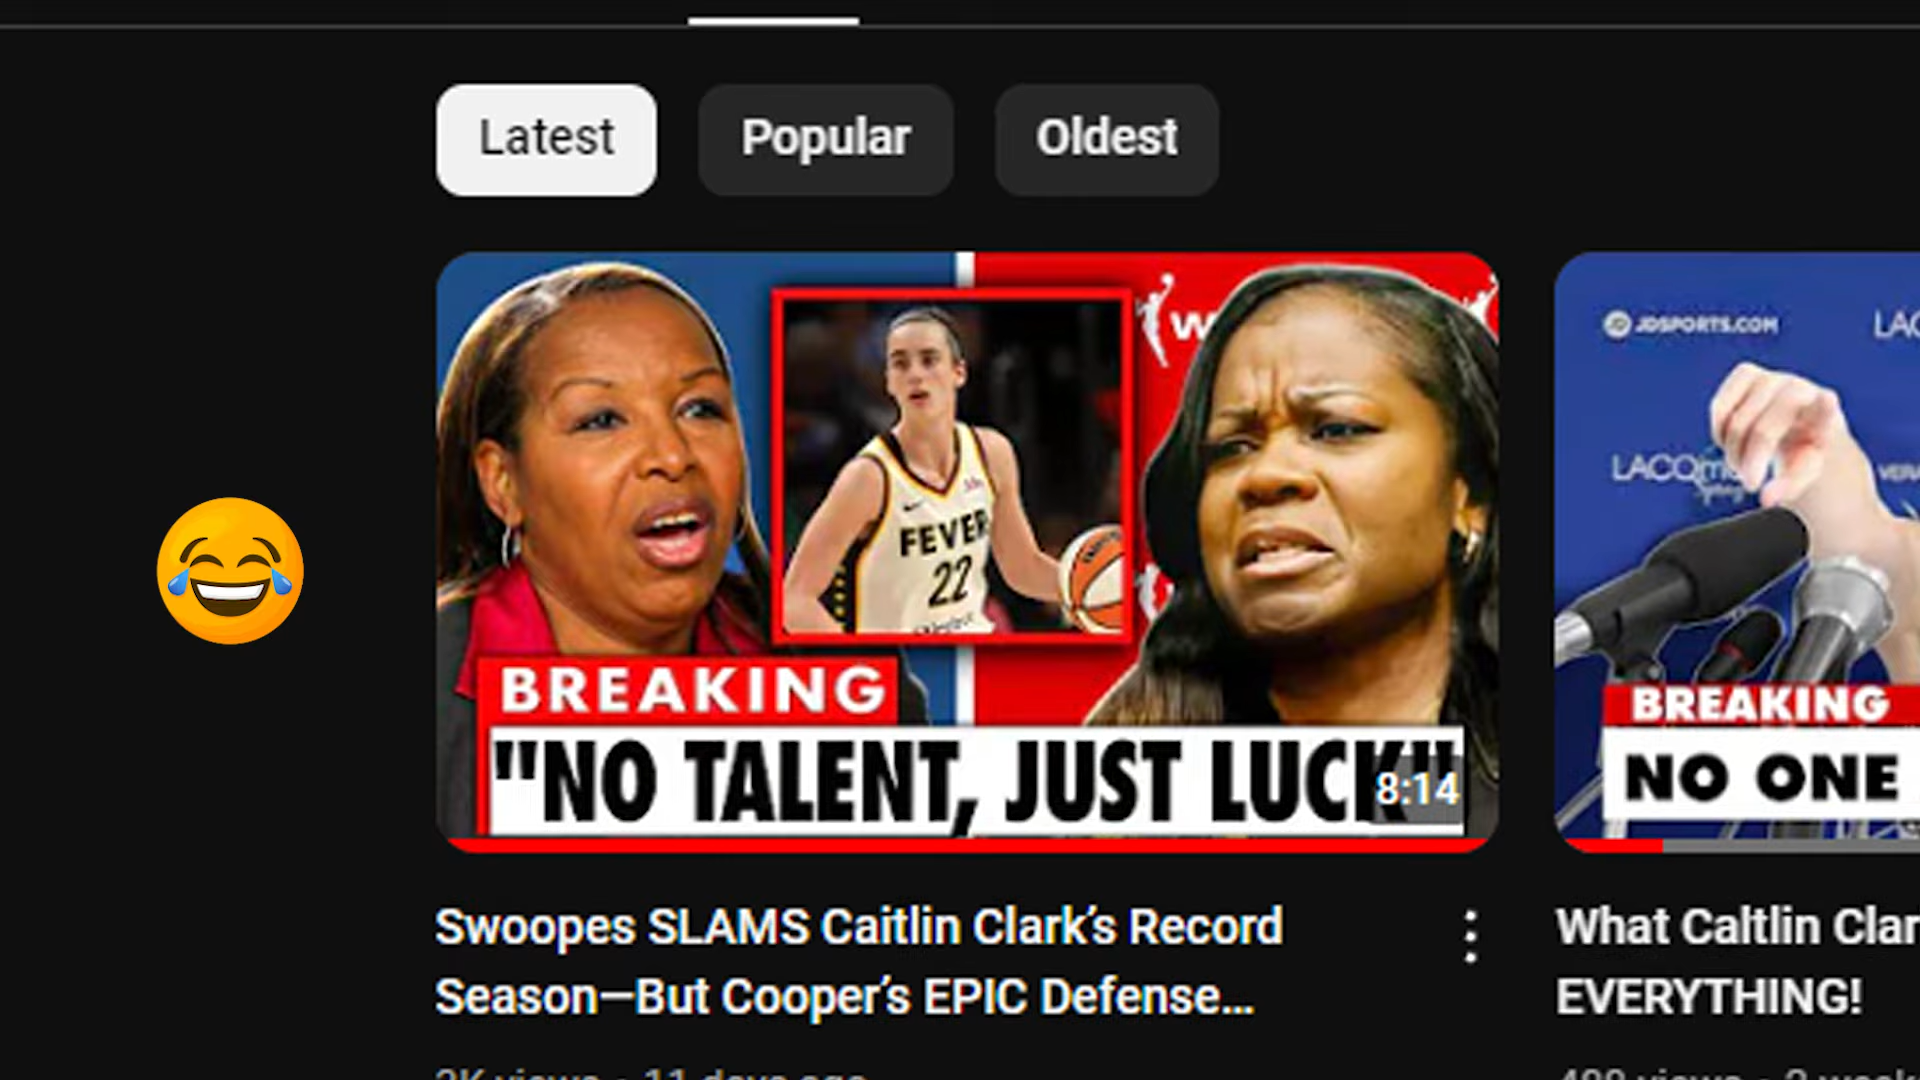 Latest
Popular
Oldest
FEVER
22
BREAKING
"NO TALENT, JUST LUCK"
8:14
Swoopes SLAMS Caitlin Clark's Record
Season—But Cooper's EPIC Defense...
JDSPORTS.COM
BREAKING
NO ONE
What Caltlin Clar
EVERYTHING!